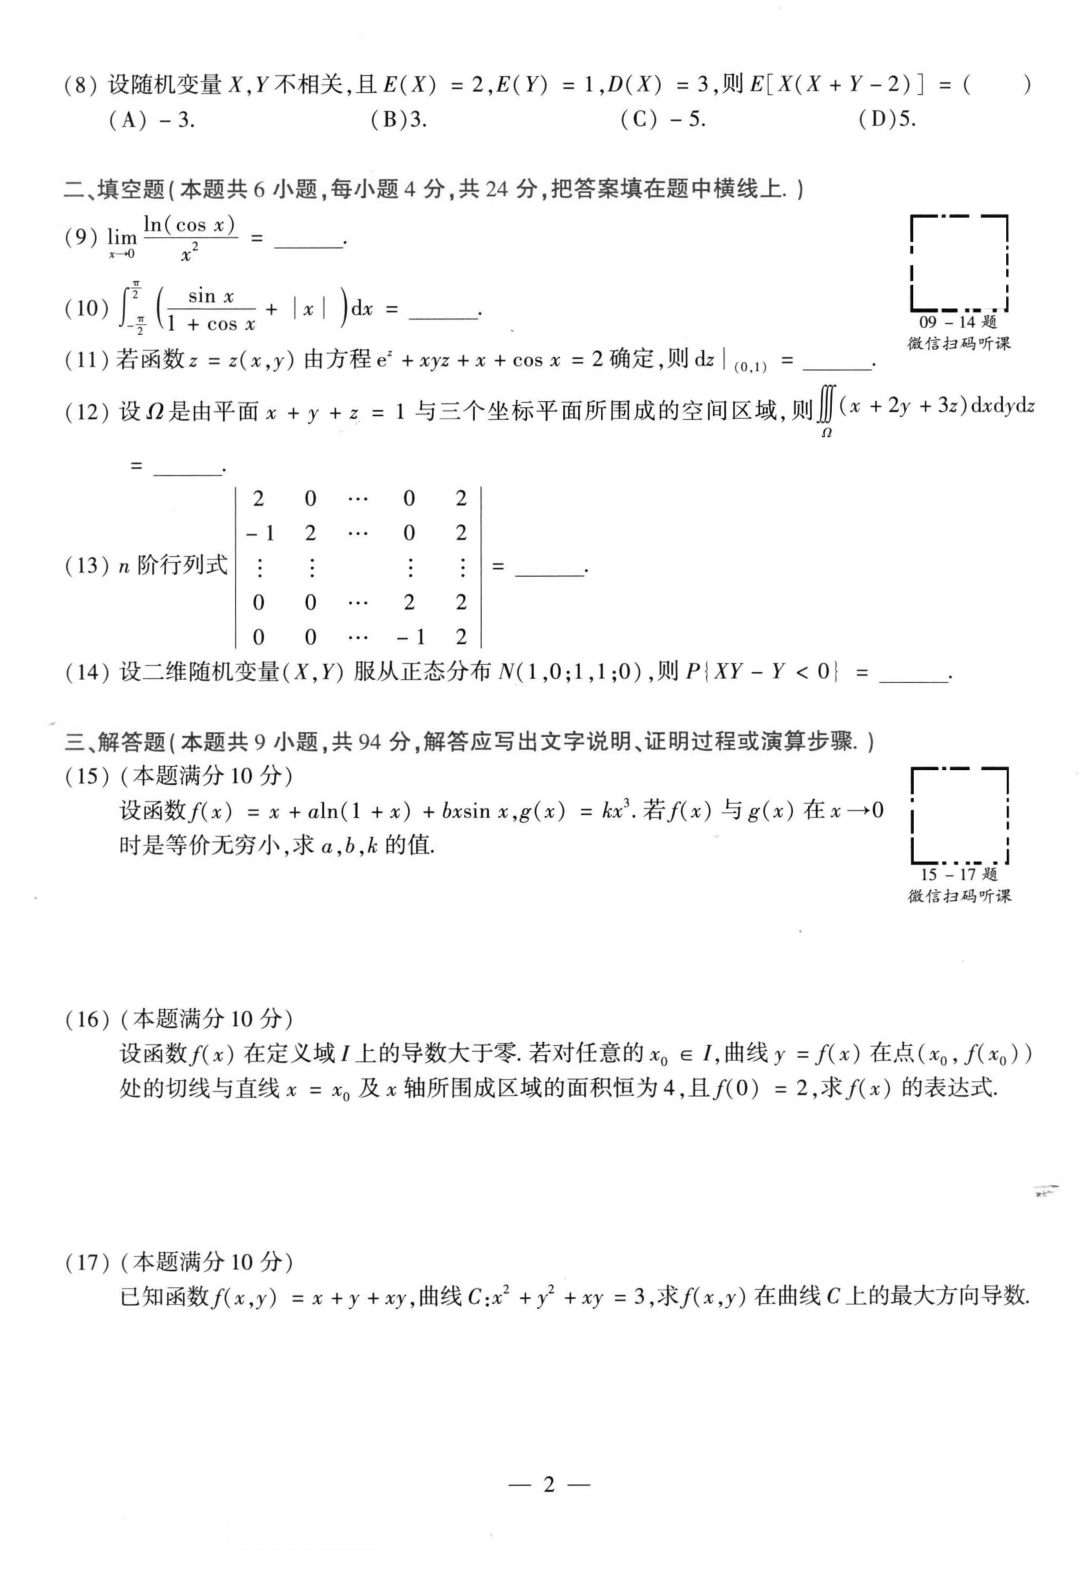 (8) 设随机变量 X,Y 不相关,且 E(X) = 2,E(Y) = 1,D(X) = 3,则 E[X(X + Y - 2)] = (  )
(A) - 3. (B)3. (C) - 5. (D)5.
二、填空题(本题共 6 小题,每小题 4 分,共 24 分,把答案填在题中横线上.)
(9) lim_{x→0} ln(cos x)/x² = ______.
(10) ∫_{-π/2}^{π/2} (sin x/(1 + cos x) + |x|)dx = ______.
09 - 14 题
微信扫码听课
(11) 若函数 z = z(x,y) 由方程 e^z + xyz + x + cos x = 2 确定,则 dz|_(0,1) = ______.
(12) 设 Ω 是由平面 x + y + z = 1 与三个坐标平面所围成的空间区域,则∭_Ω (x + 2y + 3z)dxdydz
= ______.
(13) n 阶行列式 = ______.
2 0 ⋯ 0 2
- 1 2 ⋯ 0 2
⋮ ⋮ ⋮ ⋮
0 0 ⋯ 2 2
0 0 ⋯ - 1 2
(14) 设二维随机变量(X,Y) 服从正态分布 N(1,0;1,1;0),则 P{XY - Y < 0} = ______.
三、解答题(本题共 9 小题,共 94 分,解答应写出文字说明、证明过程或演算步骤.)
(15) (本题满分 10 分)
设函数 f(x) = x + aln(1 + x) + bxsin x,g(x) = kx³. 若 f(x) 与 g(x) 在 x→0
时是等价无穷小,求 a,b,k 的值.
15 - 17 题
微信扫码听课
(16) (本题满分 10 分)
设函数 f(x) 在定义域 I 上的导数大于零. 若对任意的 x₀ ∈ I,曲线 y = f(x) 在点(x₀, f(x₀))
处的切线与直线 x = x₀ 及 x 轴所围成区域的面积恒为 4,且 f(0) = 2,求 f(x) 的表达式.
(17) (本题满分 10 分)
已知函数 f(x,y) = x + y + xy,曲线 C:x² + y² + xy = 3,求 f(x,y) 在曲线 C 上的最大方向导数.
— 2 —